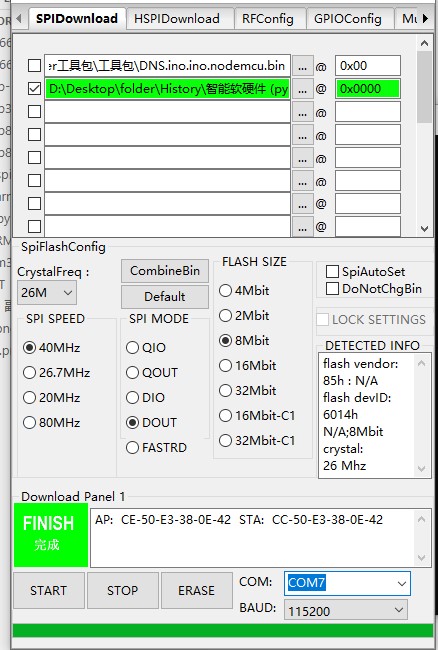 SPIDownload HSPIDownload RFConfig GPIOConfig Mu
er工具包\工具包\DNS.ino.ino.nodemcu.bin ... @ 0x00
D:\Desktop\folder\History\智能软硬件 (py ... @ 0x0000
... @
... @
... @
... @
... @
... @
SpiFlashConfig
CrystalFreq :
26M
CombineBin
Default
SPI SPEED
40MHz
26.7MHz
20MHz
80MHz
SPI MODE
QIO
QOUT
DIO
DOUT
FASTRD
FLASH SIZE
4Mbit
2Mbit
8Mbit
16Mbit
32Mbit
16Mbit-C1
32Mbit-C1
SpiAutoSet
DoNotChgBin
LOCK SETTINGS
DETECTED INFO
flash vendor:
85h : N/A
flash devID:
6014h
N/A;8Mbit
crystal:
26 Mhz
Download Panel 1
FINISH
完成
AP: CE-50-E3-38-0E-42 STA: CC-50-E3-38-0E-42
START STOP ERASE
COM: COM7
BAUD: 115200